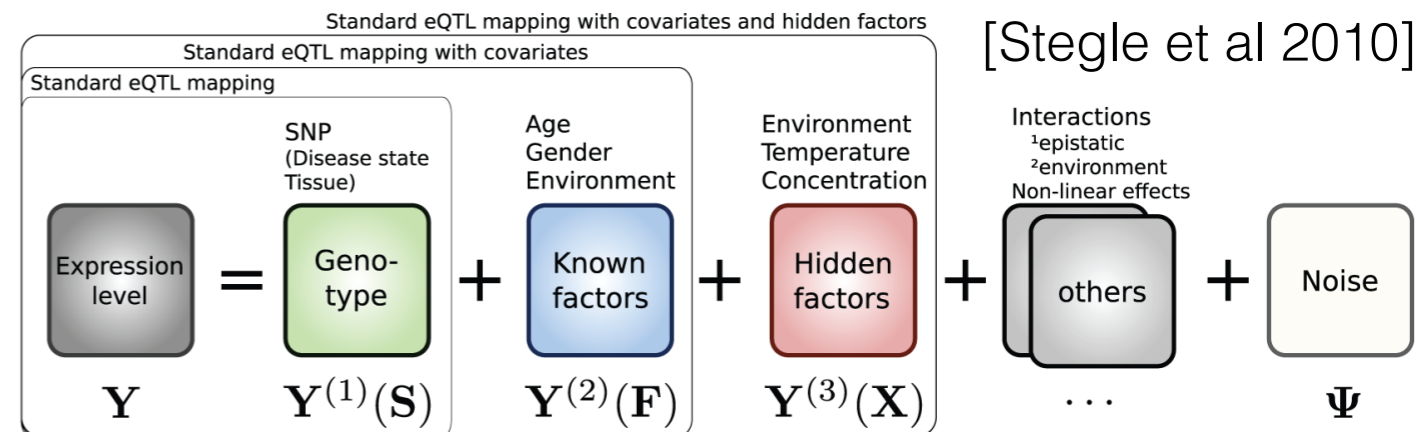 Standard eQTL mapping with covariates and hidden factors
[Stegle et al 2010]
Standard eQTL mapping with covariates
Standard eQTL mapping
SNP
(Disease state
Tissue)
Age
Gender
Environment
Environment
Temperature
Concentration
Interactions
¹epistatic
²environment
Non-linear effects
Expression
level
=
Geno-
type
+
Known
factors
+
Hidden
factors
+
others
+
Noise
Y
Y⁽¹⁾(S)
Y⁽²⁾(F)
Y⁽³⁾(X)
...
Ψ